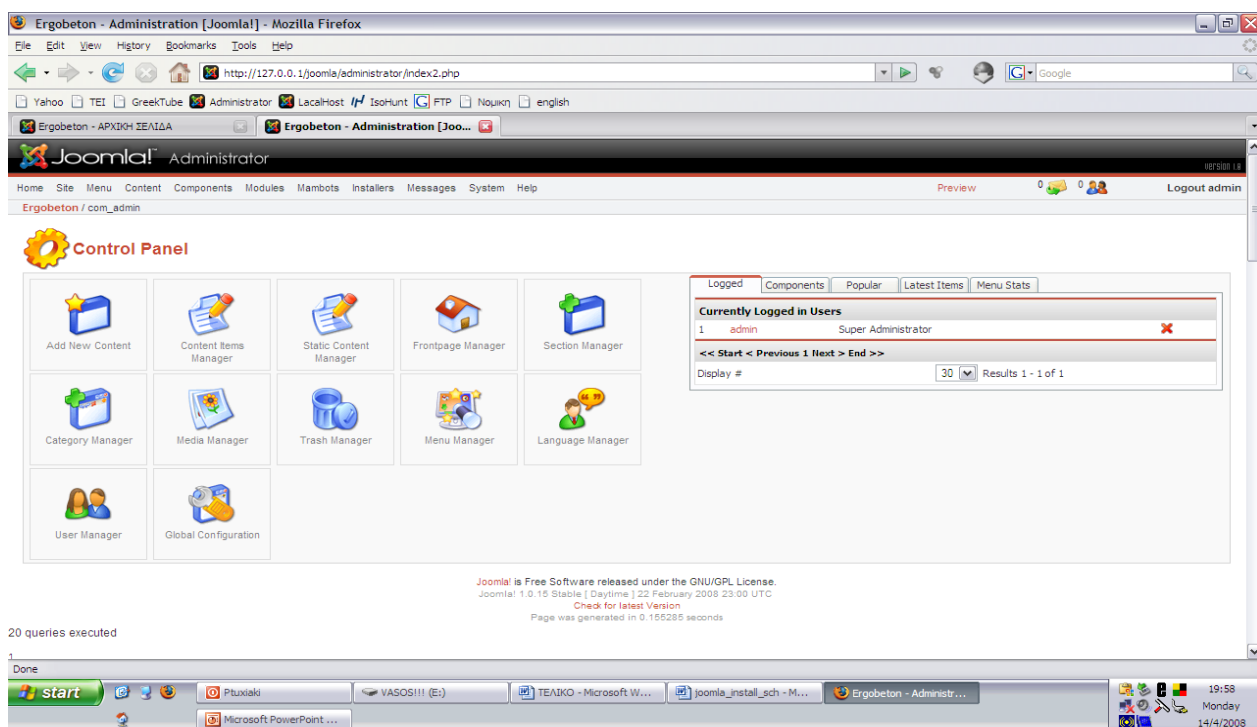 Ergobeton - Administration [Joomla!] - Mozilla Firefox
File Edit View History Bookmarks Tools Help
http://127.0.0.1/joomla/administrator/index2.php
G Google
Yahoo TEI GreekTube Administrator LacalHost IsoHunt FTP Νομικη english
Ergobeton - ΑΡΧΙΚΗ ΣΕΛΙΔΑ
Ergobeton - Administration [Joo...
Joomla!™ Administrator
version 1.0
Home Site Menu Content Components Modules Mambots Installers Messages System Help
Preview 0 0 Logout admin
Ergobeton / com_admin
Control Panel
Add New Content
Content Items Manager
Static Content Manager
Frontpage Manager
Section Manager
Category Manager
Media Manager
Trash Manager
Menu Manager
Language Manager
User Manager
Global Configuration
Logged Components Popular Latest Items Menu Stats
Currently Logged in Users
1 admin Super Administrator
<< Start < Previous 1 Next > End >>
Display # 30 Results 1 - 1 of 1
Joomla! is Free Software released under the GNU/GPL License.
Joomla! 1.0.15 Stable [ Daytime ] 22 February 2008 23:00 UTC
Check for latest Version
Page was generated in 0.155285 seconds
20 queries executed
1
Done
start
Ptuxiaki
VASOS!!! (E:)
ΤΕΛΙΚΟ - Microsoft W...
joomla_install_sch - M...
Ergobeton - Administr...
Microsoft PowerPoint ...
19:58
Monday
14/4/2008